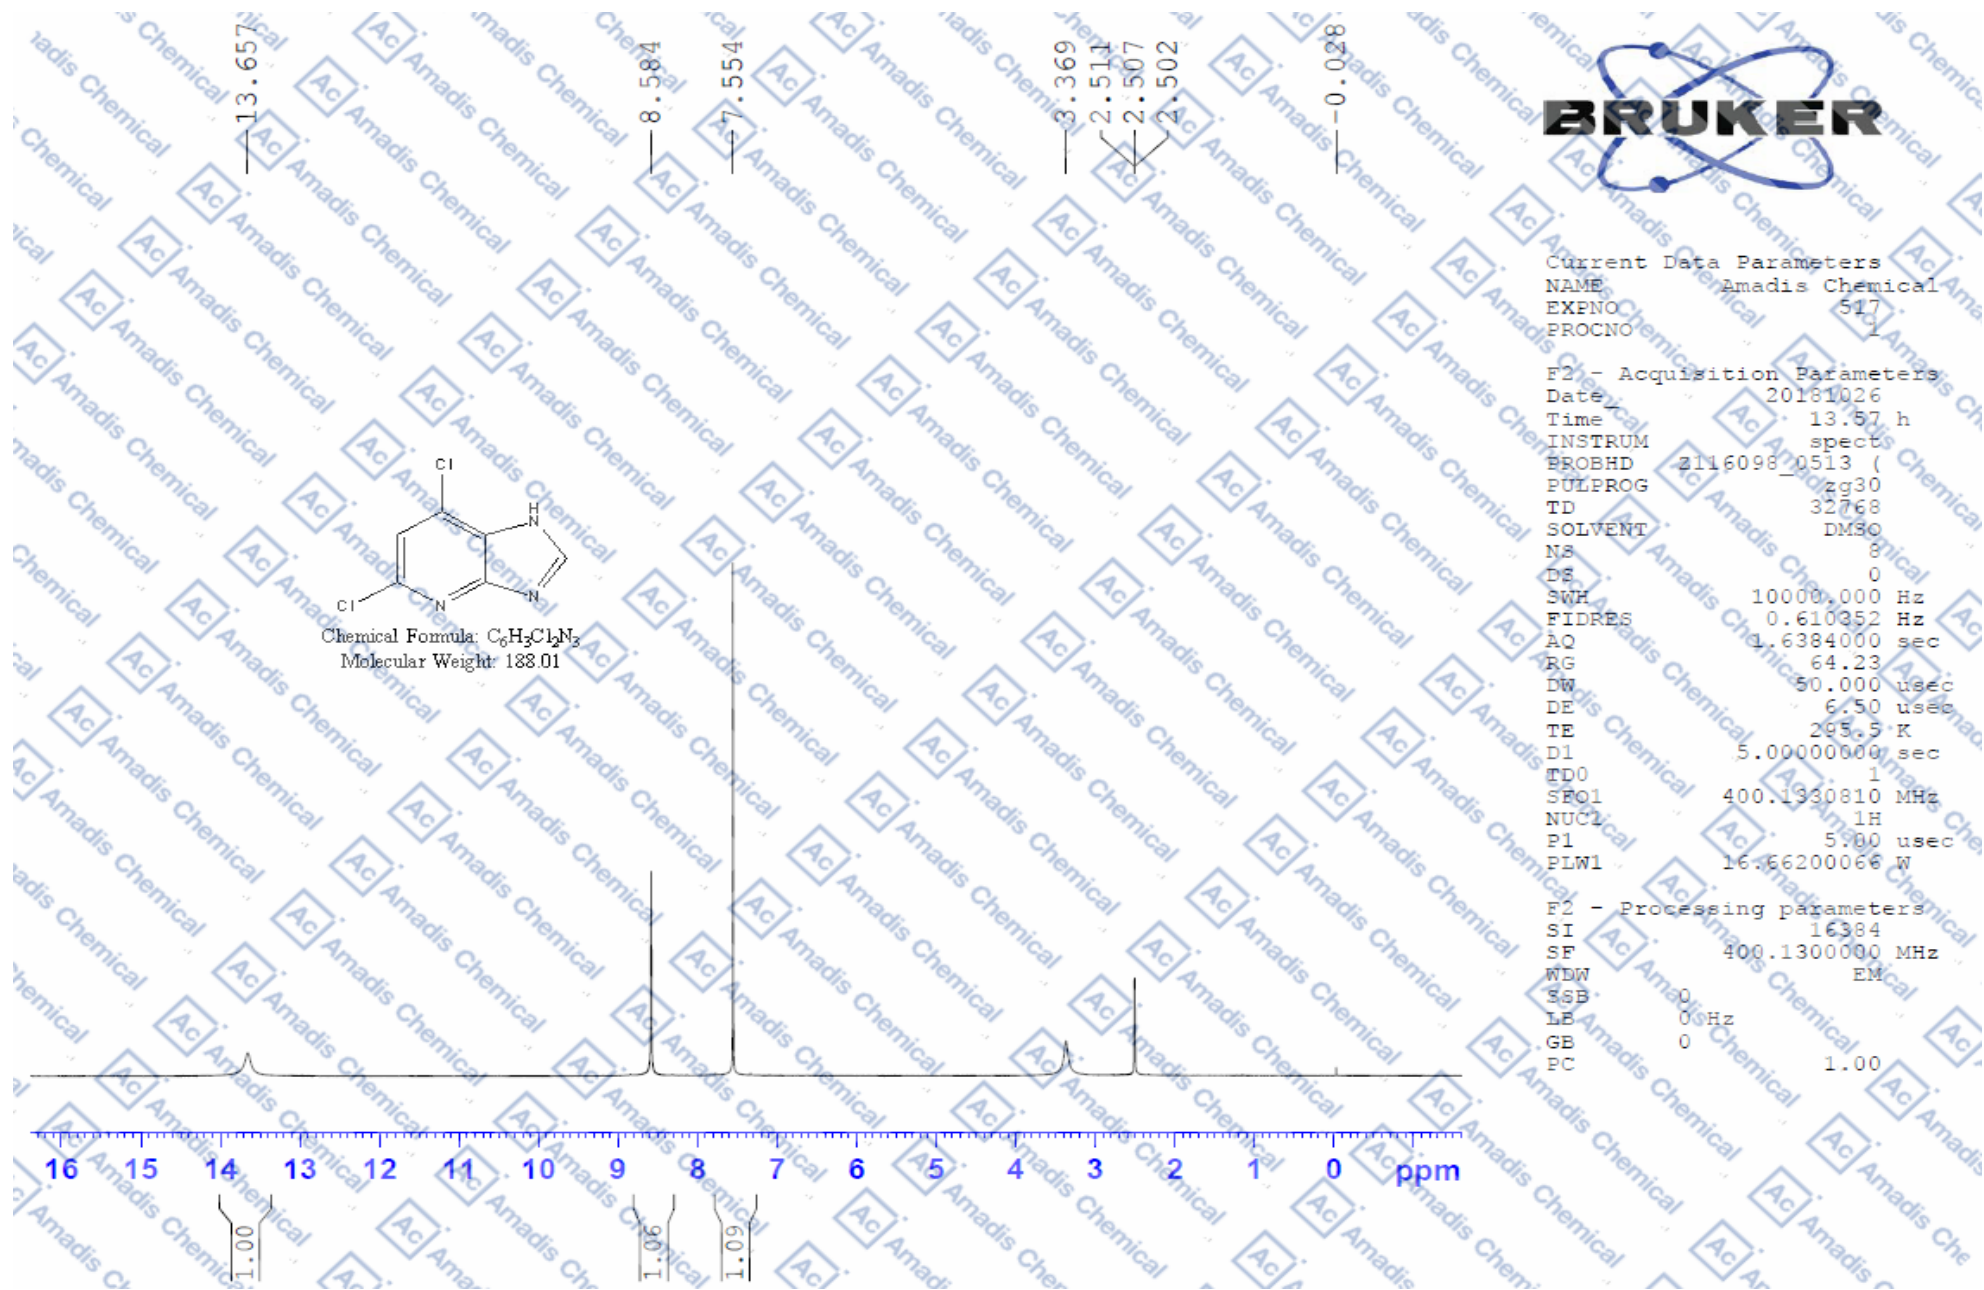 13.657
8.584
7.554
3.369
2.511
2.507
2.502
-0.028
BRUKER
Current Data Parameters
NAME Amadis Chemical
EXPNO 517
PROCNO 1
F2 - Acquisition Parameters
Date_ 20181026
Time 13.57 h
INSTRUM spect
PROBHD Z116098_0513 (
PULPROG zg30
TD 32768
SOLVENT DMSO
NS 8
DS 0
SWH 10000.000 Hz
FIDRES 0.610352 Hz
AQ 1.6384000 sec
RG 64.23
DW 50.000 usec
DE 6.50 usec
TE 295.5 K
D1 5.00000000 sec
TD0 1
SFO1 400.1330810 MHz
NUC1 1H
P1 5.00 usec
PLW1 16.66200066 W
F2 - Processing parameters
SI 16384
SF 400.1300000 MHz
WDW EM
SSB 0
LB 0 Hz
GB 0
PC 1.00
Cl
H
N
Cl
N
N
Chemical Formula: C6H3Cl2N3
Molecular Weight: 188.01
16 15 14 13 12 11 10 9 8 7 6 5 4 3 2 1 0 ppm
1.00
1.06
1.09
Ac Amadis Chemical